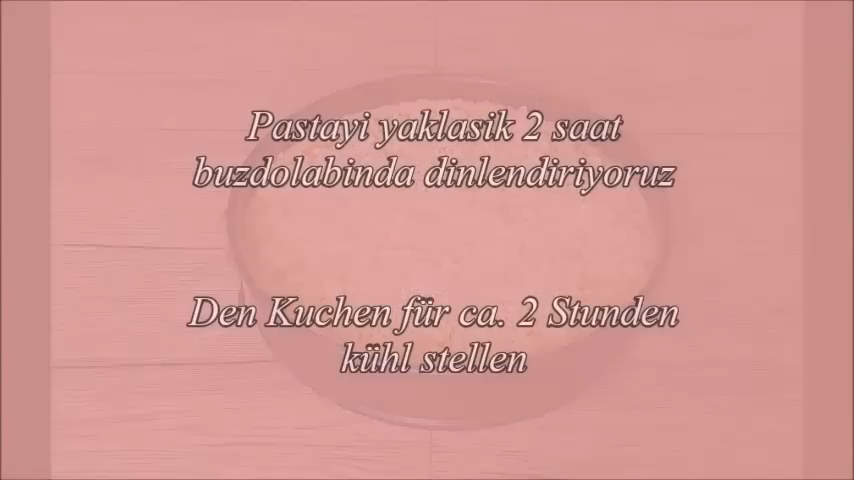 Pastayi yaklasik 2 saat
buzdolabinda dinlendiriyoruz
Den Kuchen für ca. 2 Stunden
kühl stellen